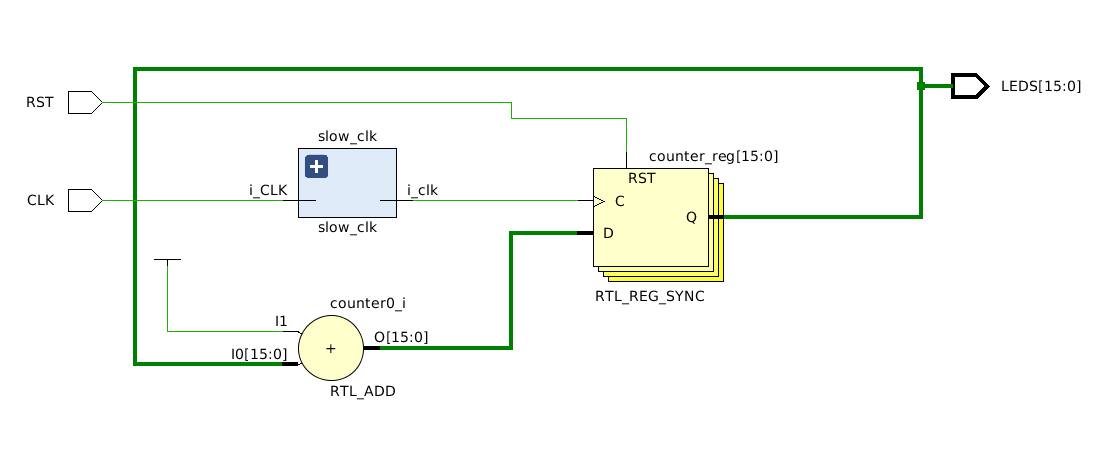 RST
LEDS[15:0]
slow_clk
counter_reg[15:0]
RST
CLK
i_CLK
i_clk
C
Q
slow_clk
D
RTL_REG_SYNC
counter0_i
I1
O[15:0]
I0[15:0]
+
RTL_ADD